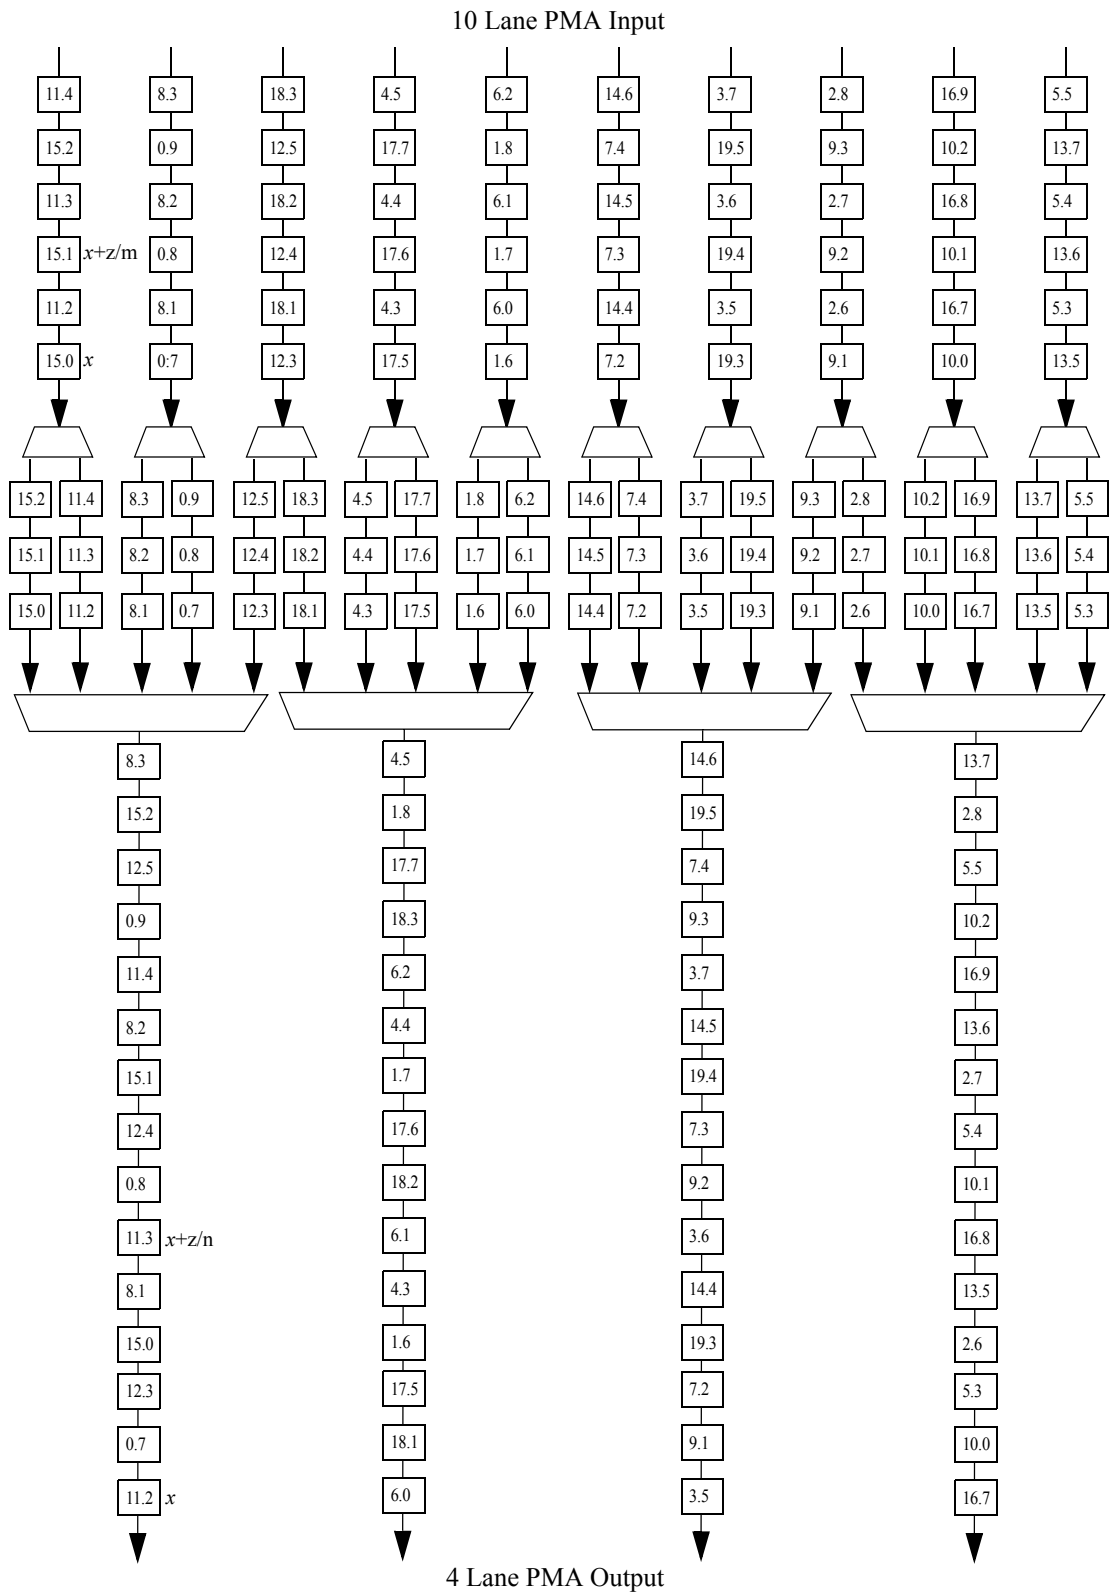 10 Lane PMA Input
11.4 8.3 18.3 4.5 6.2 14.6 3.7 2.8 16.9 5.5
15.2 0.9 12.5 17.7 1.8 7.4 19.5 9.3 10.2 13.7
11.3 8.2 18.2 4.4 6.1 14.5 3.6 2.7 16.8 5.4
15.1 x+z/m 0.8 12.4 17.6 1.7 7.3 19.4 9.2 10.1 13.6
11.2 8.1 18.1 4.3 6.0 14.4 3.5 2.6 16.7 5.3
15.0 x 0:7 12.3 17.5 1.6 7.2 19.3 9.1 10.0 13.5
15.2 11.4 8.3 0.9 12.5 18.3 4.5 17.7 1.8 6.2 14.6 7.4 3.7 19.5 9.3 2.8 10.2 16.9 13.7 5.5
15.1 11.3 8.2 0.8 12.4 18.2 4.4 17.6 1.7 6.1 14.5 7.3 3.6 19.4 9.2 2.7 10.1 16.8 13.6 5.4
15.0 11.2 8.1 0.7 12.3 18.1 4.3 17.5 1.6 6.0 14.4 7.2 3.5 19.3 9.1 2.6 10.0 16.7 13.5 5.3
8.3 4.5 14.6 13.7
15.2 1.8 19.5 2.8
12.5 17.7 7.4 5.5
0.9 18.3 9.3 10.2
11.4 6.2 3.7 16.9
8.2 4.4 14.5 13.6
15.1 1.7 19.4 2.7
12.4 17.6 7.3 5.4
0.8 18.2 9.2 10.1
11.3 x+z/n 6.1 3.6 16.8
8.1 4.3 14.4 13.5
15.0 1.6 19.3 2.6
12.3 17.5 7.2 5.3
0.7 18.1 9.1 10.0
11.2 x 6.0 3.5 16.7
4 Lane PMA Output